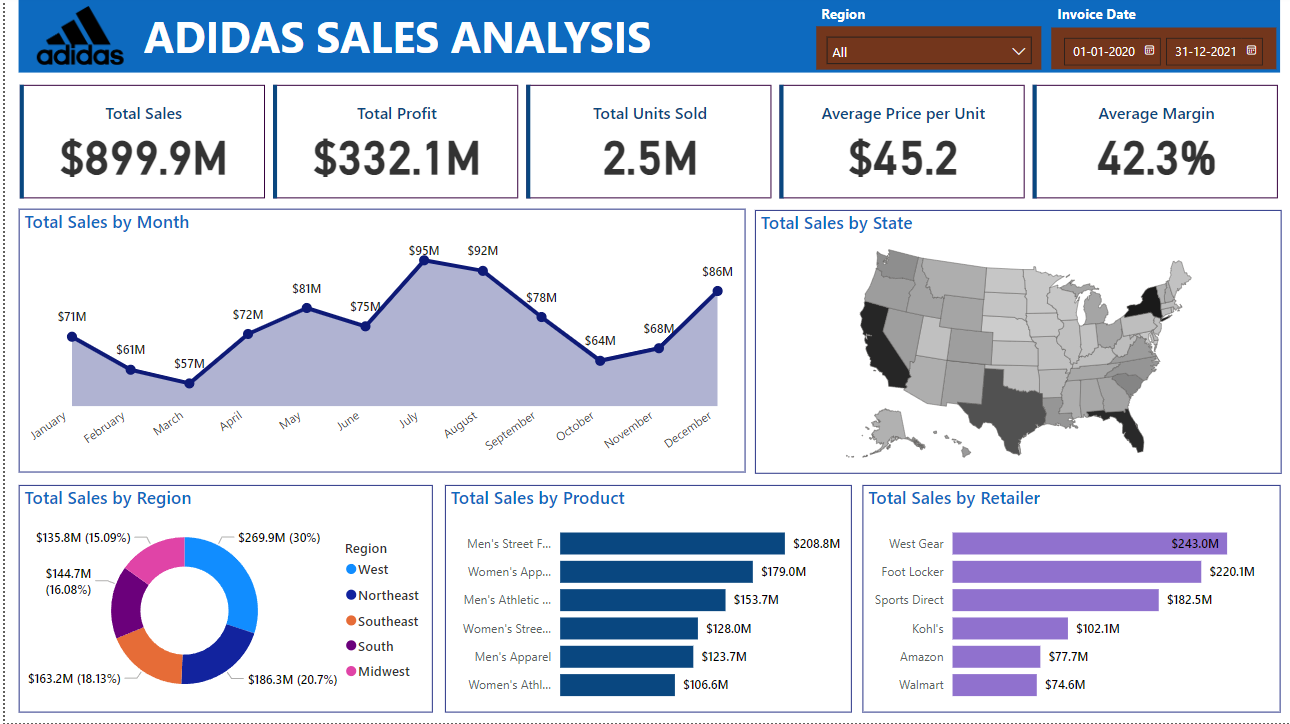 adidas
ADIDAS SALES ANALYSIS
Region
All
Invoice Date
01-01-2020
31-12-2021
Total Sales
$899.9M
Total Profit
$332.1M
Total Units Sold
2.5M
Average Price per Unit
$45.2
Average Margin
42.3%
Total Sales by Month
$71M
$61M
$57M
$72M
$81M
$75M
$95M
$92M
$78M
$64M
$68M
$86M
January
February
March
April
May
June
July
August
September
October
November
December
Total Sales by State
Total Sales by Region
$135.8M (15.09%)
$269.9M (30%)
$144.7M
(16.08%)
$163.2M (18.13%)
$186.3M (20.7%)
Region
West
Northeast
Southeast
South
Midwest
Total Sales by Product
Men's Street F... $208.8M
Women's App... $179.0M
Men's Athletic ... $153.7M
Women's Stree... $128.0M
Men's Apparel $123.7M
Women's Athl... $106.6M
Total Sales by Retailer
West Gear $243.0M
Foot Locker $220.1M
Sports Direct $182.5M
Kohl's $102.1M
Amazon $77.7M
Walmart $74.6M